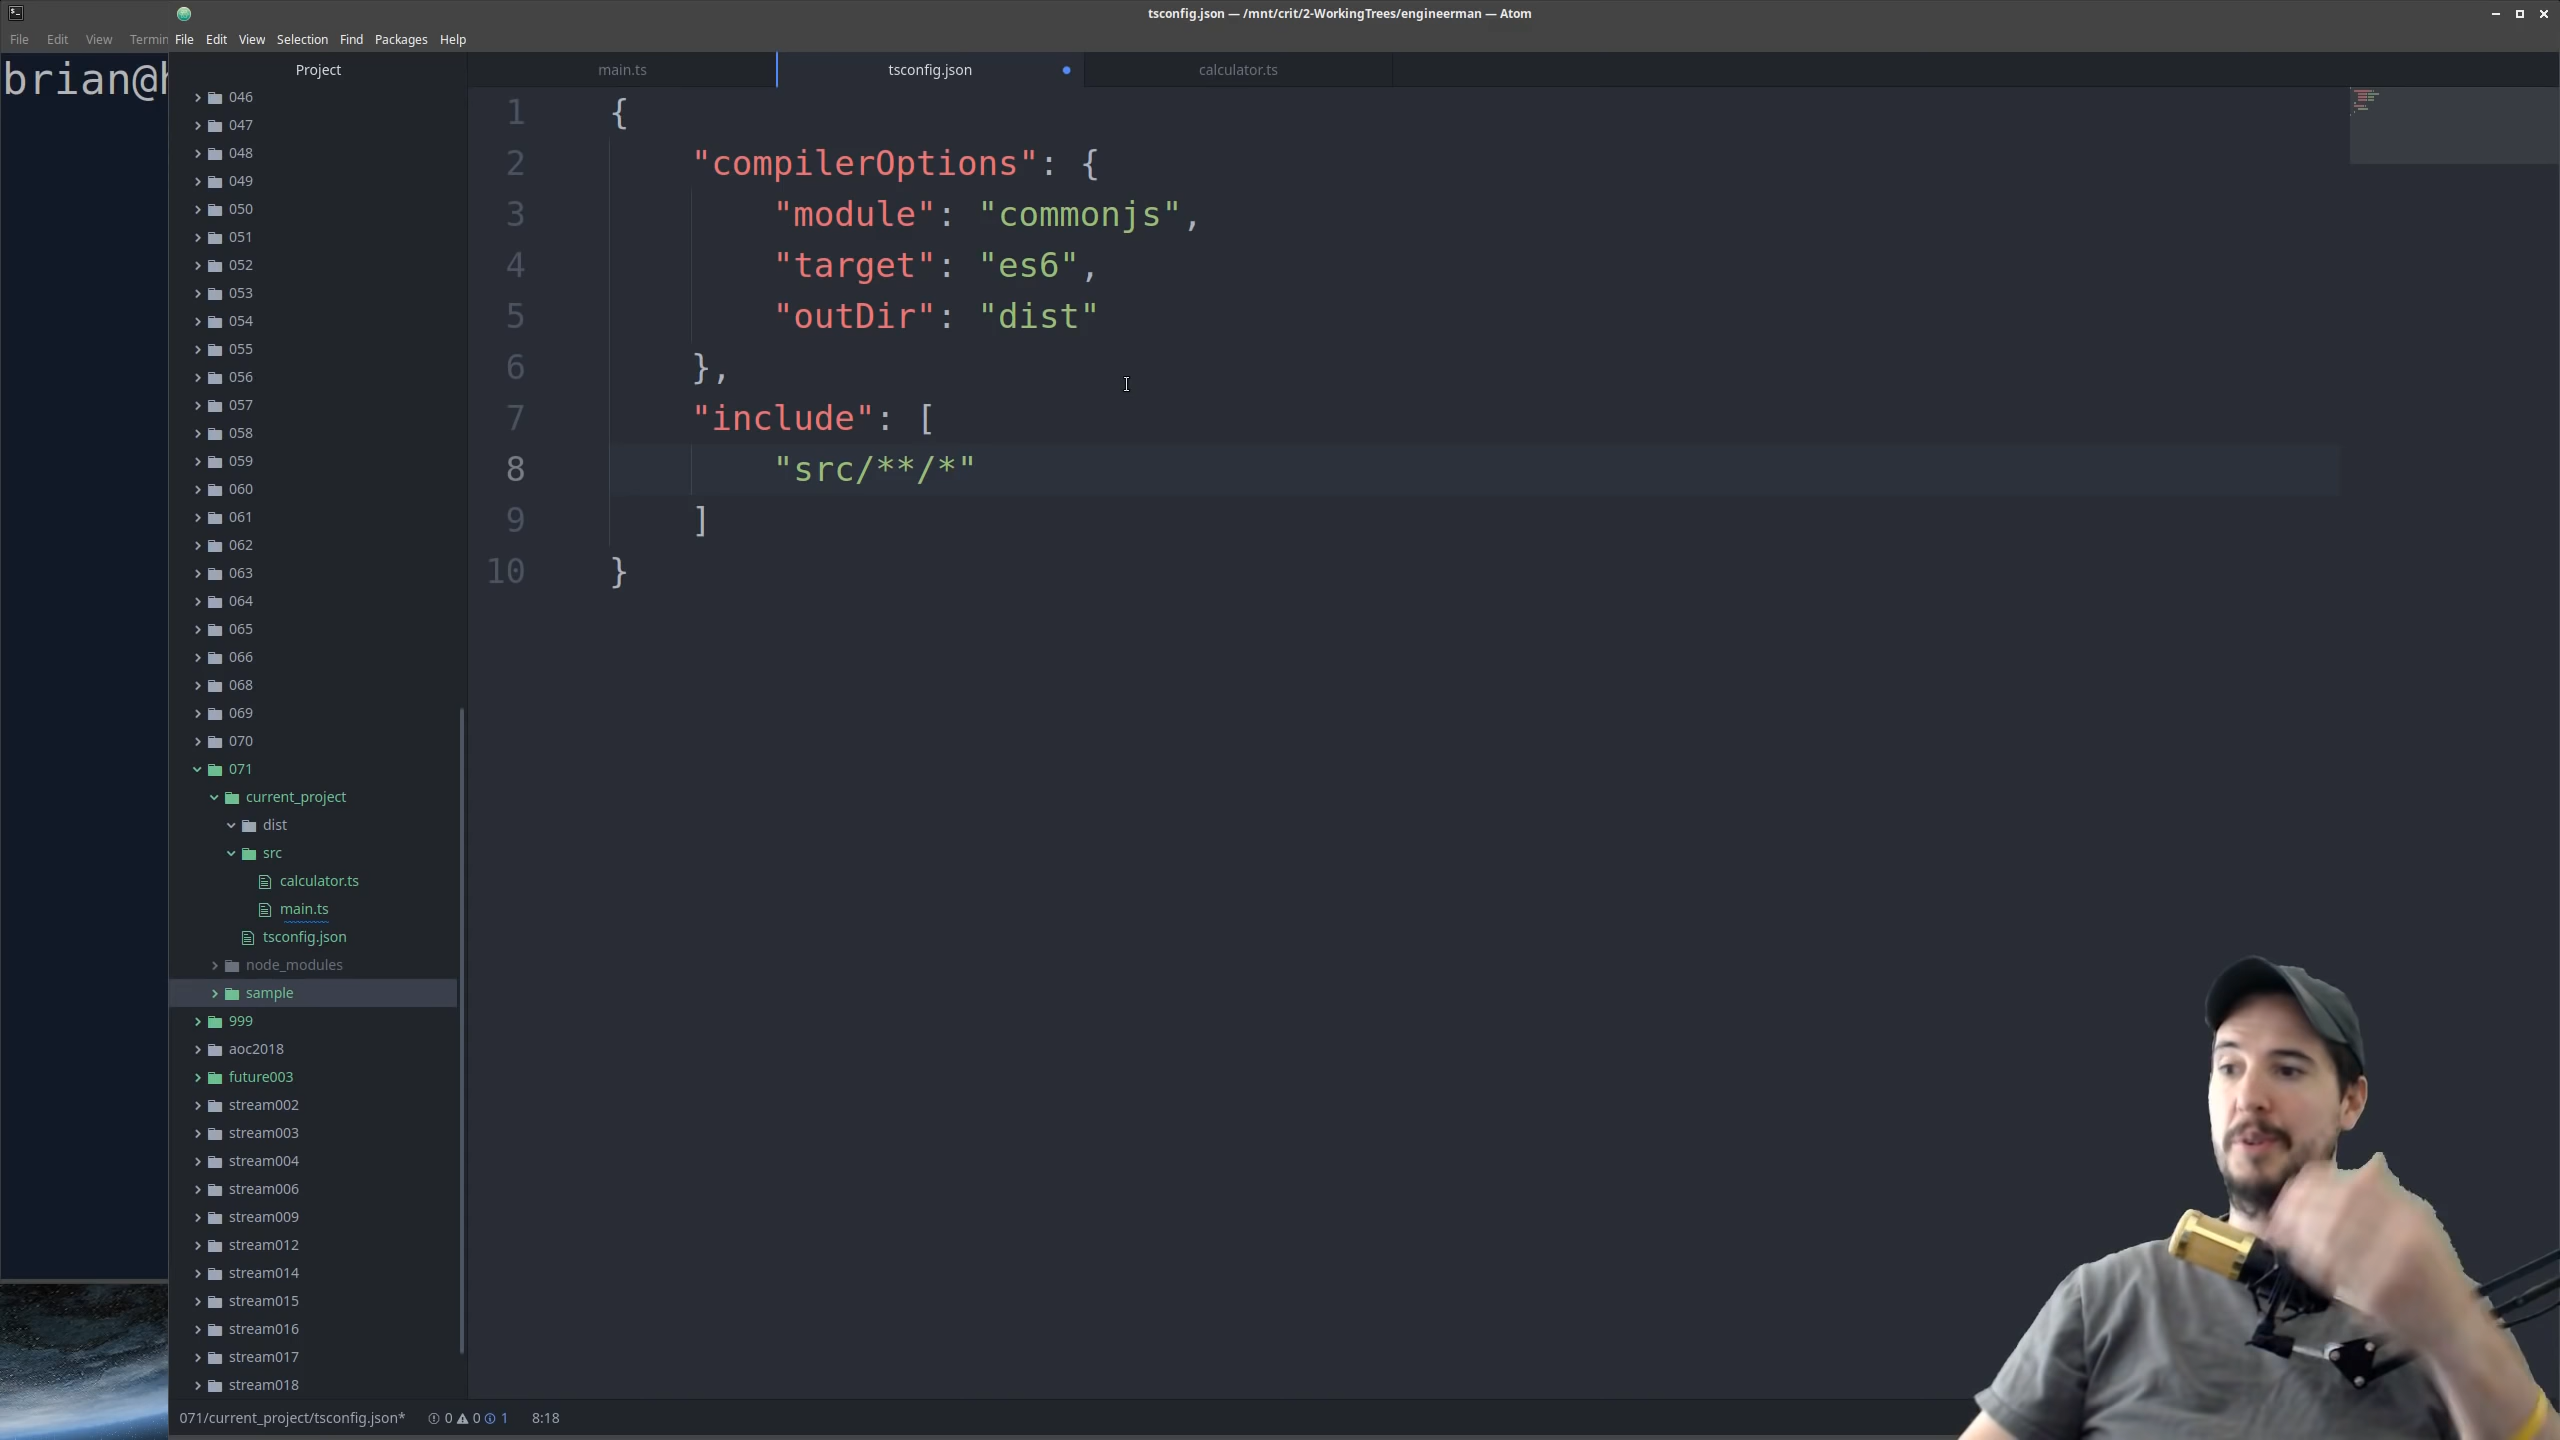 tsconfig.json — /mnt/crit/2-WorkingTrees/engineerman — Atom
File Edit View Termin
File Edit View Selection Find Packages Help
brian@
Project
main.ts
tsconfig.json
calculator.ts
046
047
048
049
050
051
052
053
054
055
056
057
058
059
060
061
062
063
064
065
066
068
069
070
071
current_project
dist
src
calculator.ts
main.ts
tsconfig.json
node_modules
sample
999
aoc2018
future003
stream002
stream003
stream004
stream006
stream009
stream012
stream014
stream015
stream016
stream017
stream018
1 {
2 "compilerOptions": {
3 "module": "commonjs",
4 "target": "es6",
5 "outDir": "dist"
6 },
7 "include": [
8 "src/**/*"
9 ]
10 }
071/current_project/tsconfig.json* 0 0 1 8:18